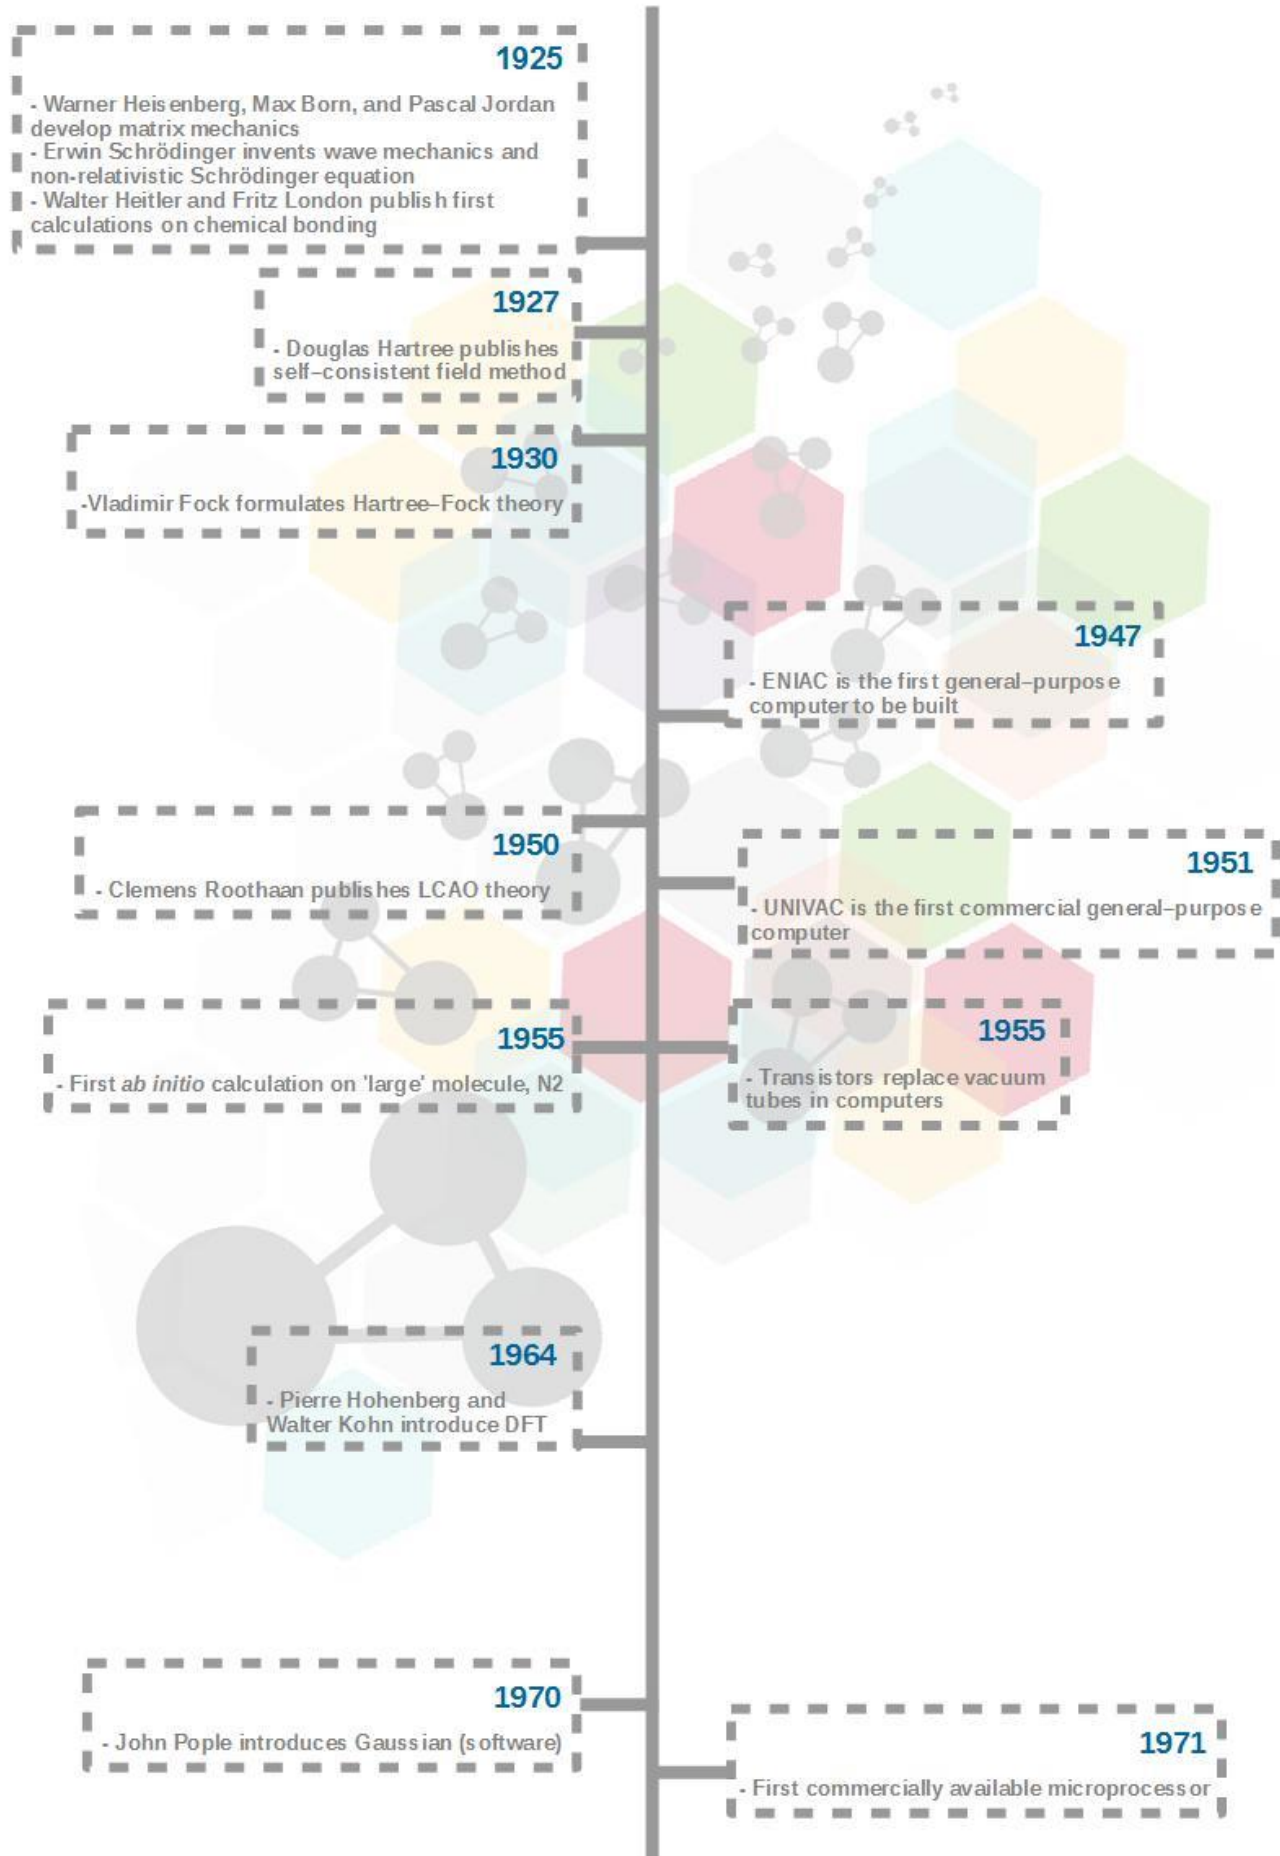 1925
- Warner Heisenberg, Max Born, and Pascal Jordan
develop matrix mechanics
- Erwin Schrödinger invents wave mechanics and
non-relativistic Schrödinger equation
- Walter Heitler and Fritz London publish first
calculations on chemical bonding
1927
- Douglas Hartree publishes
self–consistent field method
1930
-Vladimir Fock formulates Hartree–Fock theory
1947
- ENIAC is the first general–purpose
computer to be built
1950
- Clemens Roothaan publishes LCAO theory
1951
- UNIVAC is the first commercial general–purpose
computer
1955
- First ab initio calculation on 'large' molecule, N2
1955
- Transistors replace vacuum
tubes in computers
1964
- Pierre Hohenberg and
Walter Kohn introduce DFT
1970
- John Pople introduces Gaussian (software)
1971
- First commercially available microprocessor